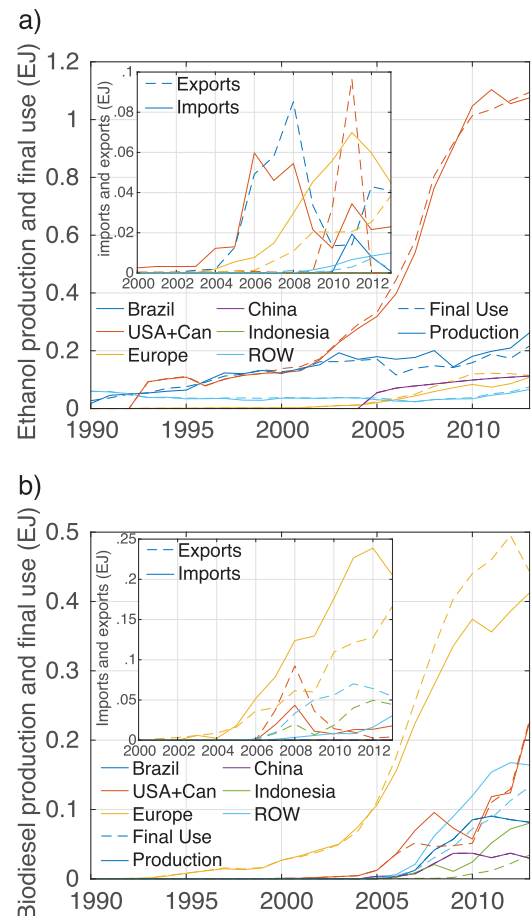 a)
Ethanol production and final use (EJ)
1.2
1
0.8
0.6
0.4
0.2
0
1990 1995 2000 2005 2010
imports and exports (EJ)
.1
.08
.06
.04
.02
0
2000 2002 2004 2006 2008 2010 2012
Exports
Imports
Brazil China Final Use
USA+Can Indonesia Production
Europe ROW
b)
Biodiesel production and final use (EJ)
0.5
0.4
0.3
0.2
0.1
0
1990 1995 2000 2005 2010
Imports and exports (EJ)
.25
.2
.15
.1
.05
0
2000 2002 2004 2006 2008 2010 2012
Exports
Imports
Brazil China
USA+Can Indonesia
Europe ROW
Final Use
Production